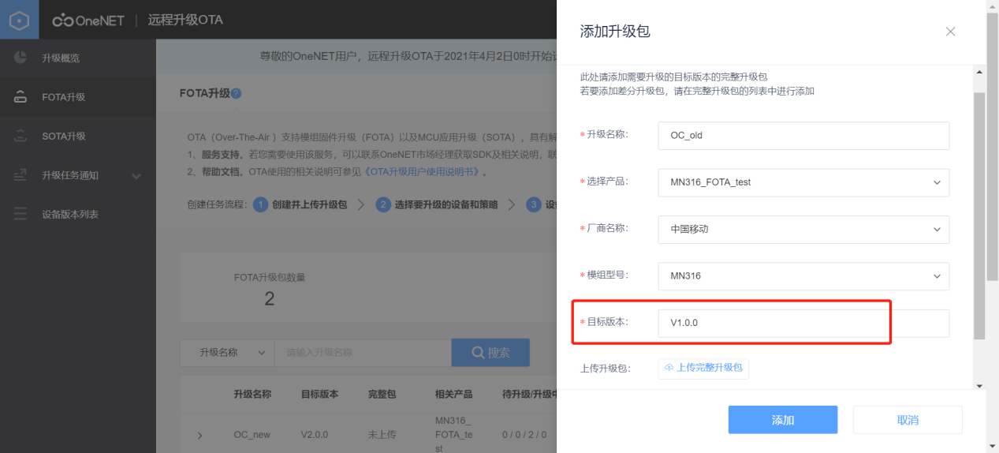 OneNET | 远程升级OTA
升级概览
FOTA升级
SOTA升级
升级任务通知
设备版本列表
尊敬的OneNET用户，远程升级OTA于2021年4月2日0时开始
FOTA升级?
OTA（Over-The-Air ）支持模组固件升级（FOTA）以及MCU应用升级（SOTA），具有解
1、服务支持。若您需要使用该服务，可以联系OneNET市场经理获取SDK及相关说明，联
2、帮助文档。OTA使用的相关说明可参见《OTA升级用户使用说明书》。
创建任务流程： 1 创建并上传升级包 2 选择要升级的设备和策略 3 设
FOTA升级包数量
2
升级名称 请输入升级名称 搜索
升级名称 目标版本 完整包 相关产品 待升级/升级中
OC_new V2.0.0 未上传 MN316_
FOTA_te
st
0 / 0 / 2 / 0
添加升级包
此处请添加需要升级的目标版本的完整升级包
若要添加差分升级包，请在完整升级包的列表中进行添加
* 升级名称： OC_old
* 选择产品： MN316_FOTA_test
* 厂商名称： 中国移动
* 模组型号： MN316
* 目标版本： V1.0.0
上传升级包： 上传完整升级包
添加 取消